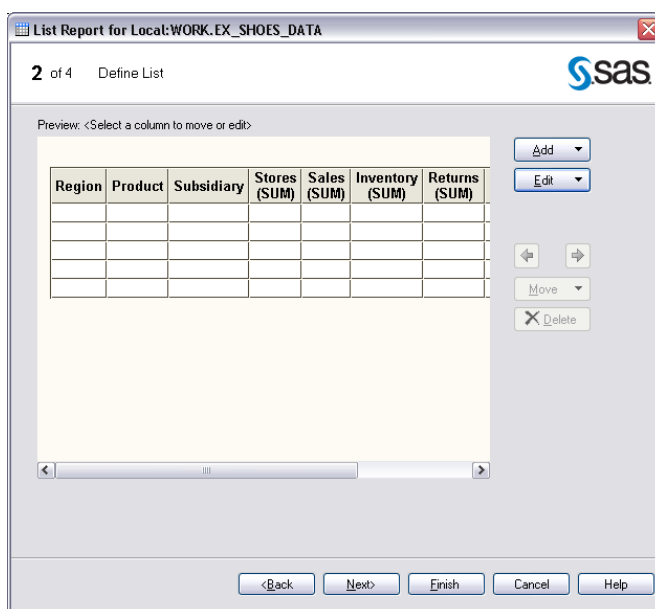 List Report for Local:WORK.EX_SHOES_DATA
2 of 4 Define List
sas
Preview: <Select a column to move or edit>
Add
Edit
Region Product Subsidiary Stores (SUM) Sales (SUM) Inventory (SUM) Returns (SUM)
Move
Delete
<Back Next> Finish Cancel Help